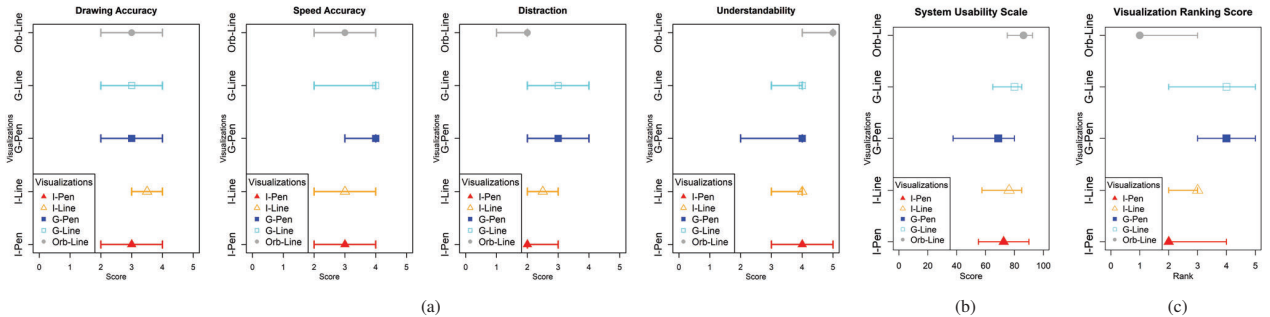 Drawing Accuracy
Visualizations
I-Pen
I-Line
G-Pen
G-Line
Orb-Line
Visualizations
I-Pen
I-Line
G-Pen
G-Line
Orb-Line
0 1 2 3 4 5
Score
Speed Accuracy
Visualizations
I-Pen
I-Line
G-Pen
G-Line
Orb-Line
Visualizations
I-Pen
I-Line
G-Pen
G-Line
Orb-Line
0 1 2 3 4 5
Score
Distraction
Visualizations
I-Pen
I-Line
G-Pen
G-Line
Orb-Line
Visualizations
I-Pen
I-Line
G-Pen
G-Line
Orb-Line
0 1 2 3 4 5
Score
Understandability
Visualizations
I-Pen
I-Line
G-Pen
G-Line
Orb-Line
Visualizations
I-Pen
I-Line
G-Pen
G-Line
Orb-Line
0 1 2 3 4 5
Score
(a)
System Usability Scale
Visualizations
I-Pen
I-Line
G-Pen
G-Line
Orb-Line
Visualizations
I-Pen
I-Line
G-Pen
G-Line
Orb-Line
0 20 40 60 80 100
Score
(b)
Visualization Ranking Score
Visualizations
I-Pen
I-Line
G-Pen
G-Line
Orb-Line
Visualizations
I-Pen
I-Line
G-Pen
G-Line
Orb-Line
0 1 2 3 4 5
Rank
(c)